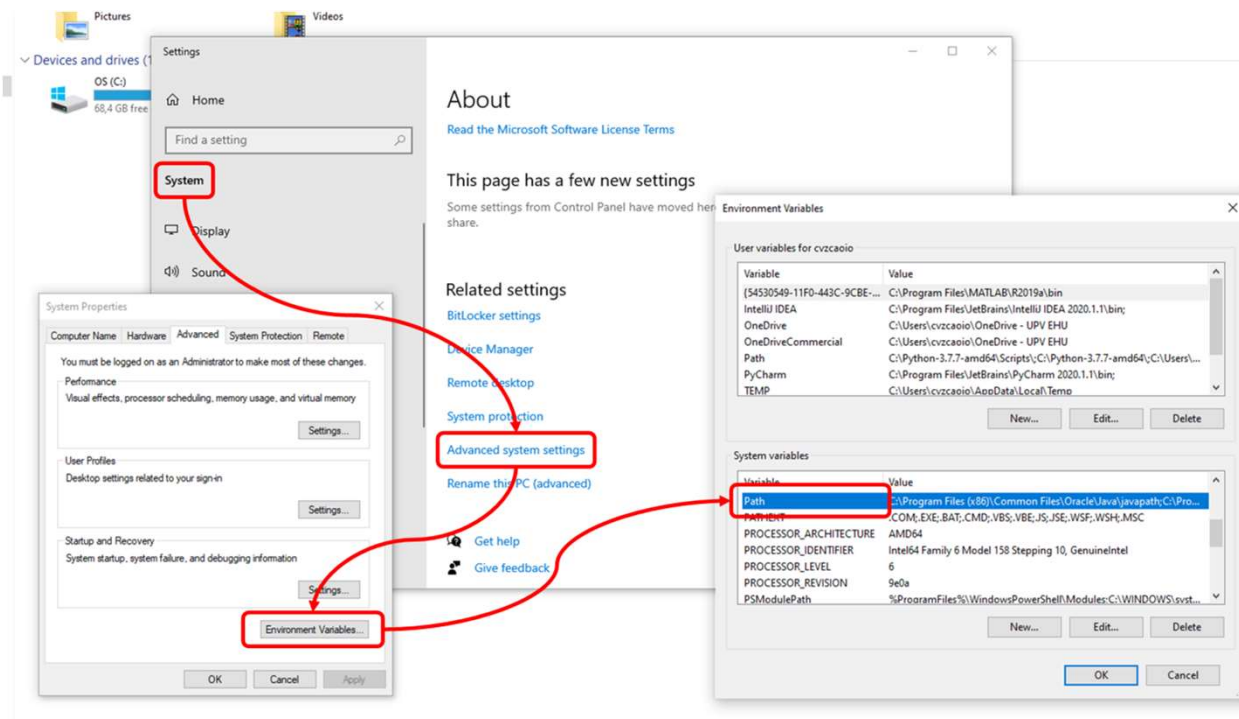 Pictures
Videos
Devices and drives (1
OS (C:)
68,4 GB free
Settings
Home
Find a setting
System
Display
Sound
About
Read the Microsoft Software License Terms
This page has a few new settings
Some settings from Control Panel have moved her
share.
Related settings
BitLocker settings
Device Manager
Remote desktop
System protection
Advanced system settings
Rename this PC (advanced)
Get help
Give feedback
System Properties
Computer Name Hardware Advanced System Protection Remote
You must be logged on as an Administrator to make most of these changes.
Performance
Visual effects, processor scheduling, memory usage, and virtual memory
Settings...
User Profiles
Desktop settings related to your sign-in
Settings...
Startup and Recovery
System startup, system failure, and debugging information
Settings...
Environment Variables...
OK Cancel Apply
Environment Variables
User variables for cvzcaoio
Variable Value
{54530549-11F0-443C-9CBE-... C:\Program Files\MATLAB\R2019a\bin
IntelliJ IDEA C:\Program Files\JetBrains\IntelliJ IDEA 2020.1.1\bin;
OneDrive C:\Users\cvzcaoio\OneDrive - UPV EHU
OneDriveCommercial C:\Users\cvzcaoio\OneDrive - UPV EHU
Path C:\Python-3.7.7-amd64\Scripts\;C:\Python-3.7.7-amd64\;C:\Users\...
PyCharm C:\Program Files\JetBrains\PyCharm 2020.1.1\bin;
TEMP C:\Users\cvzcaoio\AppData\Local\Temp
New... Edit... Delete
System variables
Variable Value
Path C:\Program Files (x86)\Common Files\Oracle\Java\javapath;C:\Pro...
PATHEXT .COM;.EXE;.BAT;.CMD;.VBS;.VBE;.JS;.JSE;.WSF;.WSH;.MSC
PROCESSOR_ARCHITECTURE AMD64
PROCESSOR_IDENTIFIER Intel64 Family 6 Model 158 Stepping 10, GenuineIntel
PROCESSOR_LEVEL 6
PROCESSOR_REVISION 9e0a
PSModulePath %ProgramFiles%\WindowsPowerShell\Modules;C:\WINDOWS\syst...
New... Edit... Delete
OK Cancel